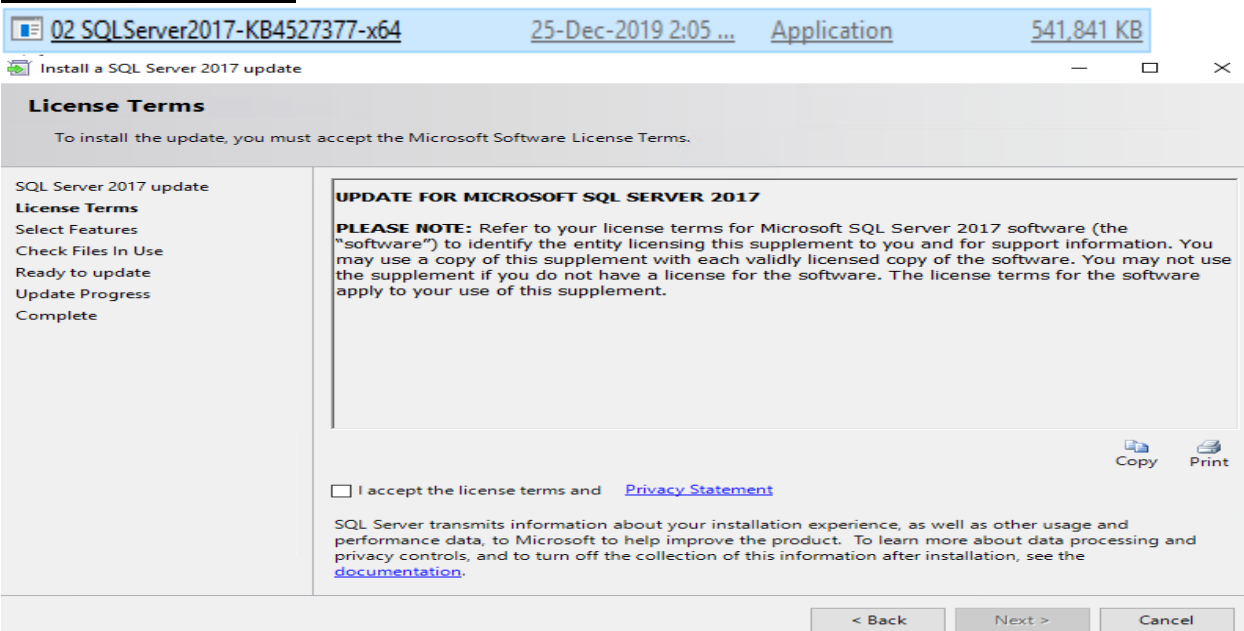 02 SQLServer2017-KB4527377-x64 25-Dec-2019 2:05 ... Application 541,841 KB
Install a SQL Server 2017 update
License Terms
To install the update, you must accept the Microsoft Software License Terms.
SQL Server 2017 update
License Terms
Select Features
Check Files In Use
Ready to update
Update Progress
Complete
UPDATE FOR MICROSOFT SQL SERVER 2017
PLEASE NOTE: Refer to your license terms for Microsoft SQL Server 2017 software (the
“software”) to identify the entity licensing this supplement to you and for support information. You
may use a copy of this supplement with each validly licensed copy of the software. You may not use
the supplement if you do not have a license for the software. The license terms for the software
apply to your use of this supplement.
Copy Print
I accept the license terms and Privacy Statement
SQL Server transmits information about your installation experience, as well as other usage and
performance data, to Microsoft to help improve the product. To learn more about data processing and
privacy controls, and to turn off the collection of this information after installation, see the
documentation.
< Back Next > Cancel